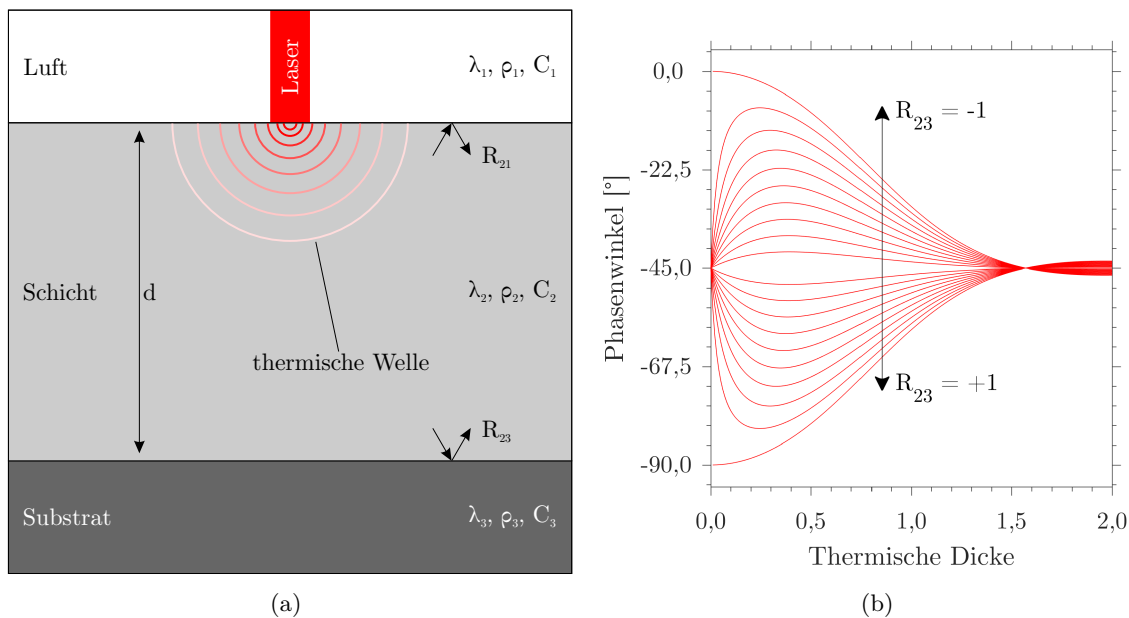 Luft
Laser
λ₁, ρ₁, C₁
R₂₁
Schicht
d
λ₂, ρ₂, C₂
thermische Welle
R₂₃
Substrat
λ₃, ρ₃, C₃
(a)
Phasenwinkel [°]
0,0
-22,5
-45,0
-67,5
-90,0
R₂₃ = -1
R₂₃ = +1
0,0 0,5 1,0 1,5 2,0
Thermische Dicke
(b)